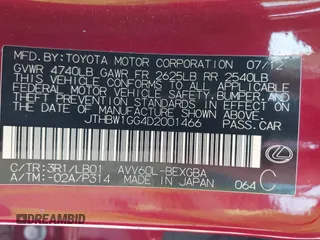 MFD.BY: TOYOTA MOTOR CORPORATION 07/12
GVWR 4740LB GAWR FR 2625LB RR 2540LB
THIS VEHICLE CONFORMS TO ALL APPLICABLE
FEDERAL MOTOR VEHICLE SAFETY, BUMPER, AND
THEFT PREVENTION STANDARDS IN EFFECT ON
THE DATE OF MANUFACTURE SHOWN ABOVE.
JTHBW1GG4D2001466 PASS.CAR
C/TR:3R1/LB01 AVV60L-BEXGBA
A/TM:-02A/P314 MADE IN JAPAN 064 C
DREAMBID